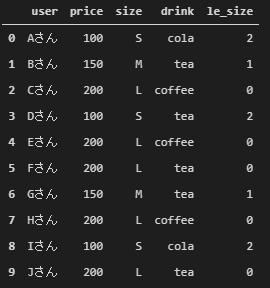 user price size drink le_size
0 Aさん 100 S cola 2
1 Bさん 150 M tea 1
2 Cさん 200 L coffee 0
3 Dさん 100 S tea 2
4 Eさん 200 L coffee 0
5 Fさん 200 L tea 0
6 Gさん 150 M tea 1
7 Hさん 200 L coffee 0
8 Iさん 100 S cola 2
9 Jさん 200 L tea 0